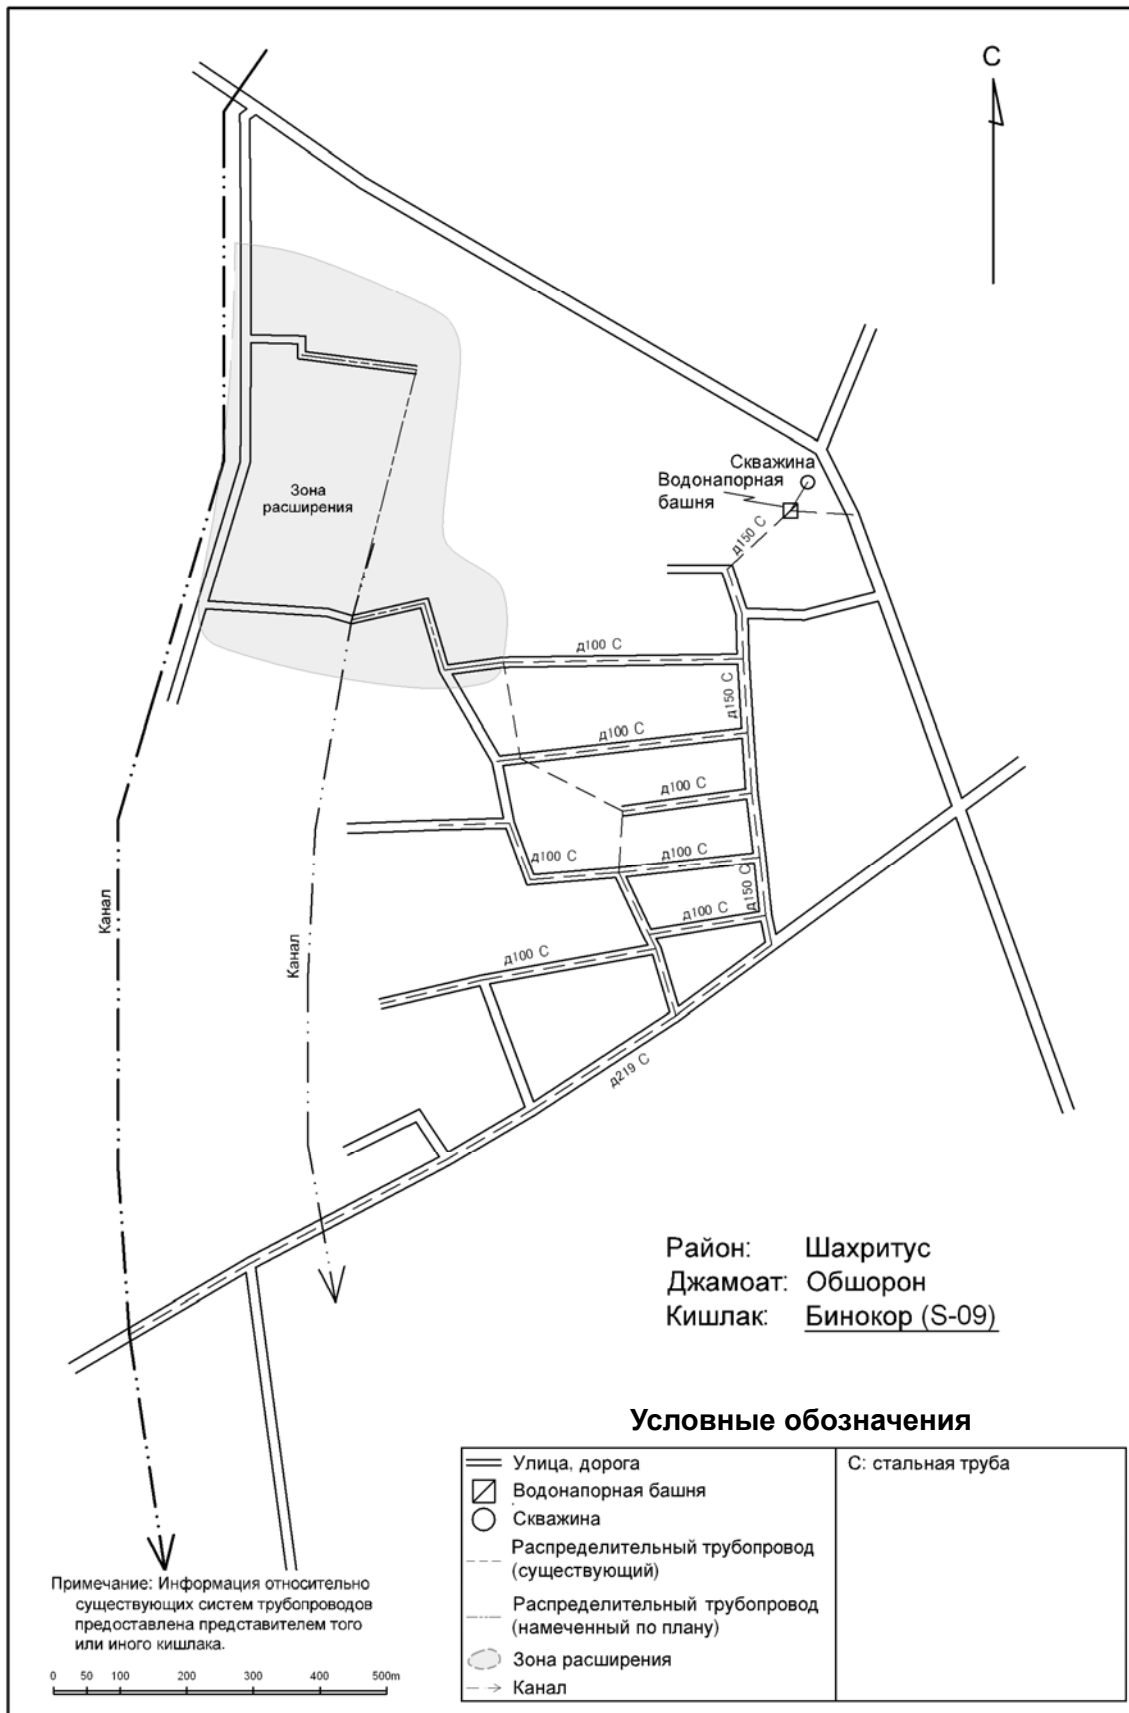 С
Скважина
Водонапорная
башня
д150 С
Зона
расширения
д100 С
д150 С
д100 С
д100 С
д100 С
д100 С
д150 С
д100 С
д100 С
Канал
Канал
д219 С
Район: Шахритус
Джамоат: Обшорон
Кишлак: Бинокор (S-09)
Условные обозначения
Улица, дорога
Водонапорная башня
Скважина
Распределительный трубопровод
(существующий)
Распределительный трубопровод
(намеченный по плану)
Зона расширения
Канал
С: стальная труба
Примечание: Информация относительно
существующих систем трубопроводов
предоставлена представителем того
или иного кишлака.
0 50 100 200 300 400 500m